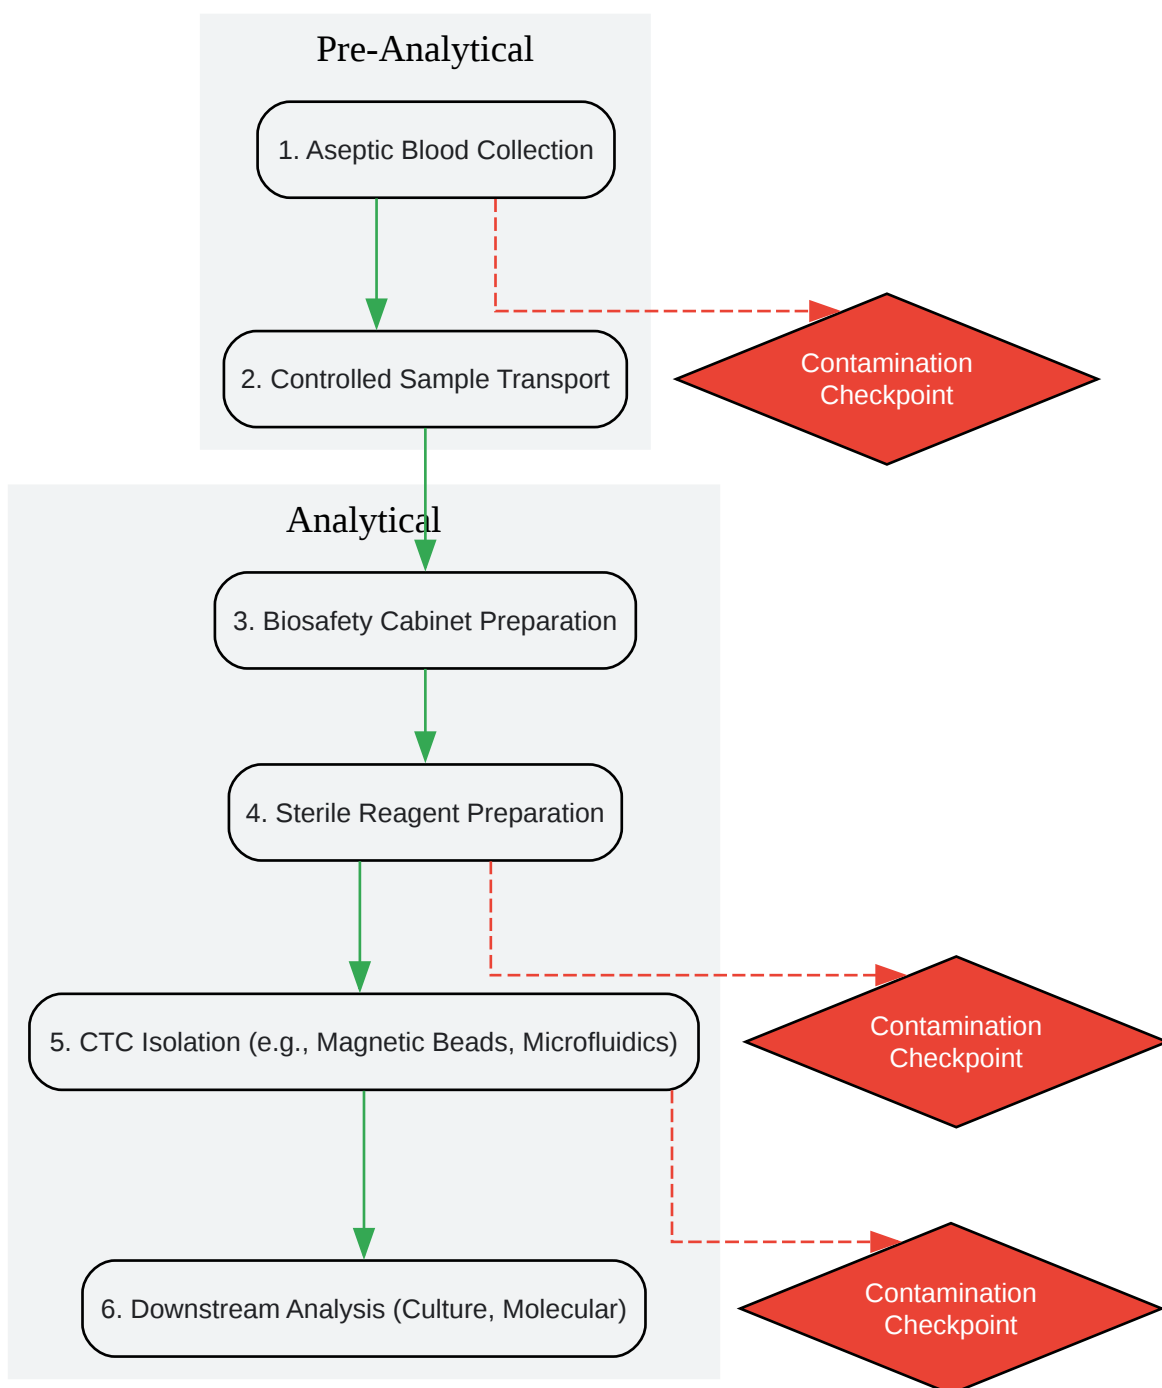 Pre-Analytical
1. Aseptic Blood Collection
2. Controlled Sample Transport
Contamination
Checkpoint
Analytical
3. Biosafety Cabinet Preparation
4. Sterile Reagent Preparation
5. CTC Isolation (e.g., Magnetic Beads, Microfluidics)
Contamination
Checkpoint
6. Downstream Analysis (Culture, Molecular)
Contamination
Checkpoint